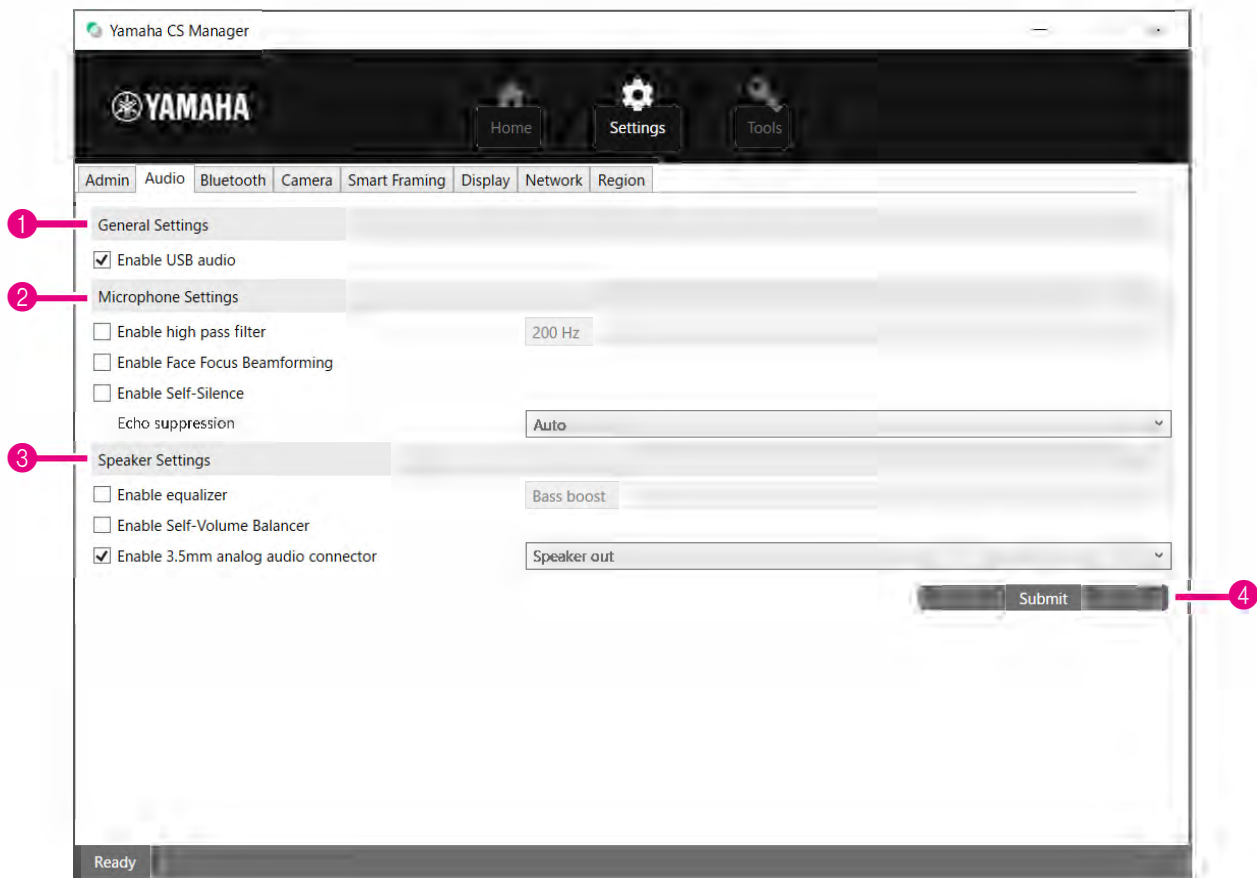 Yamaha CS Manager
YAMAHA
Home Settings Tools
Admin Audio Bluetooth Camera Smart Framing Display Network Region
1 General Settings
Enable USB audio
2 Microphone Settings
Enable high pass filter 200 Hz
Enable Face Focus Beamforming
Enable Self-Silence
Echo suppression Auto
3 Speaker Settings
Enable equalizer Bass boost
Enable Self-Volume Balancer
Enable 3.5mm analog audio connector Speaker out
Submit 4
Ready